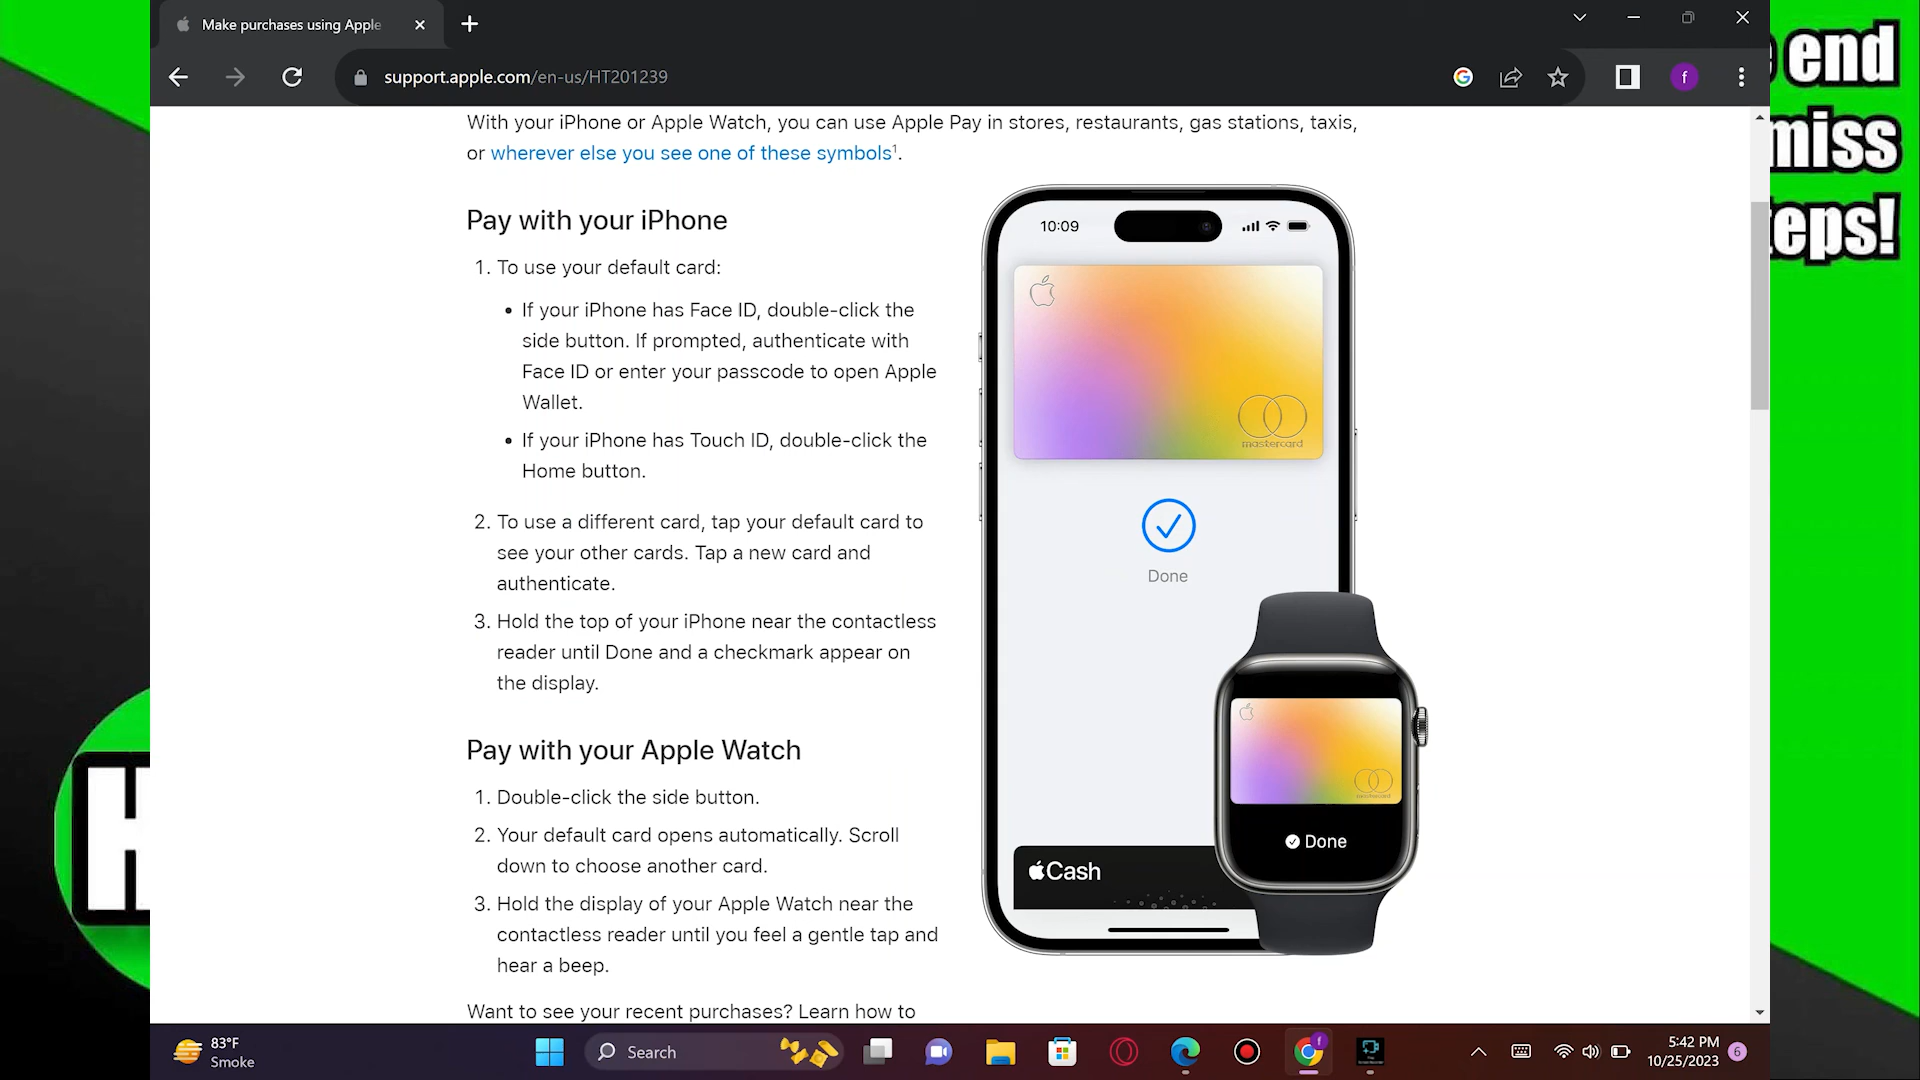 Make purchases using Apple
support.apple.com/en-us/HT201239
f
end
miss
teps!
With your iPhone or Apple Watch, you can use Apple Pay in stores, restaurants, gas stations, taxis,
or wherever else you see one of these symbols¹.
Pay with your iPhone
1. To use your default card:
• If your iPhone has Face ID, double-click the
side button. If prompted, authenticate with
Face ID or enter your passcode to open Apple
Wallet.
• If your iPhone has Touch ID, double-click the
Home button.
2. To use a different card, tap your default card to
see your other cards. Tap a new card and
authenticate.
3. Hold the top of your iPhone near the contactless
reader until Done and a checkmark appear on
the display.
Pay with your Apple Watch
1. Double-click the side button.
2. Your default card opens automatically. Scroll
down to choose another card.
3. Hold the display of your Apple Watch near the
contactless reader until you feel a gentle tap and
hear a beep.
Want to see your recent purchases? Learn how to
10:09
mastercard
Done
Cash
mastercard
Done
H
83°F
Smoke
Search
f
5:42 PM
10/25/2023
6